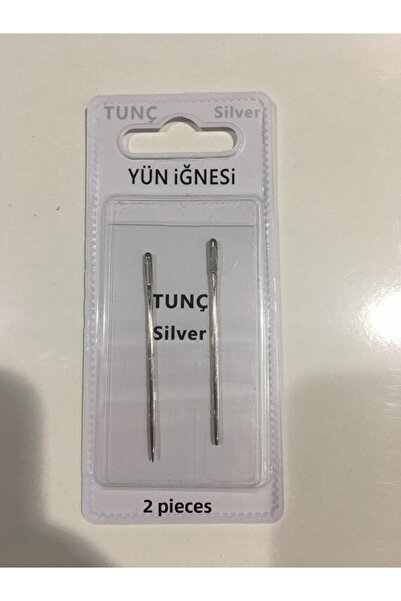 TUNÇ Silver
YÜN iĞNESi
TUNÇ
Silver
2 pieces